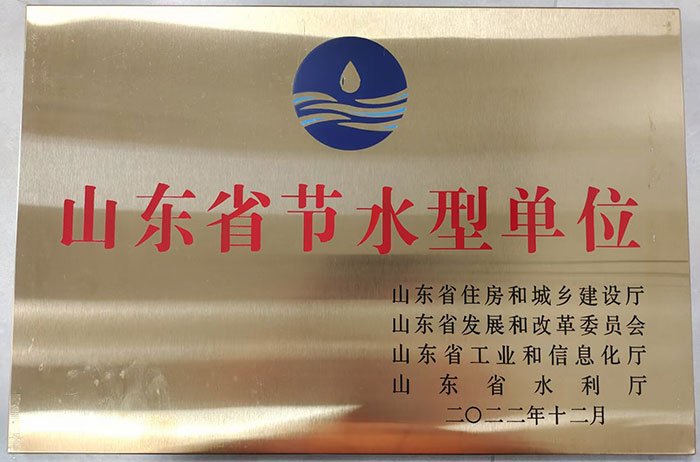 山东省节水型单位
山东省住房和城乡建设厅
山东省发展和改革委员会
山东省工业和信息化厅
山东省水利厅
二〇二二年十二月